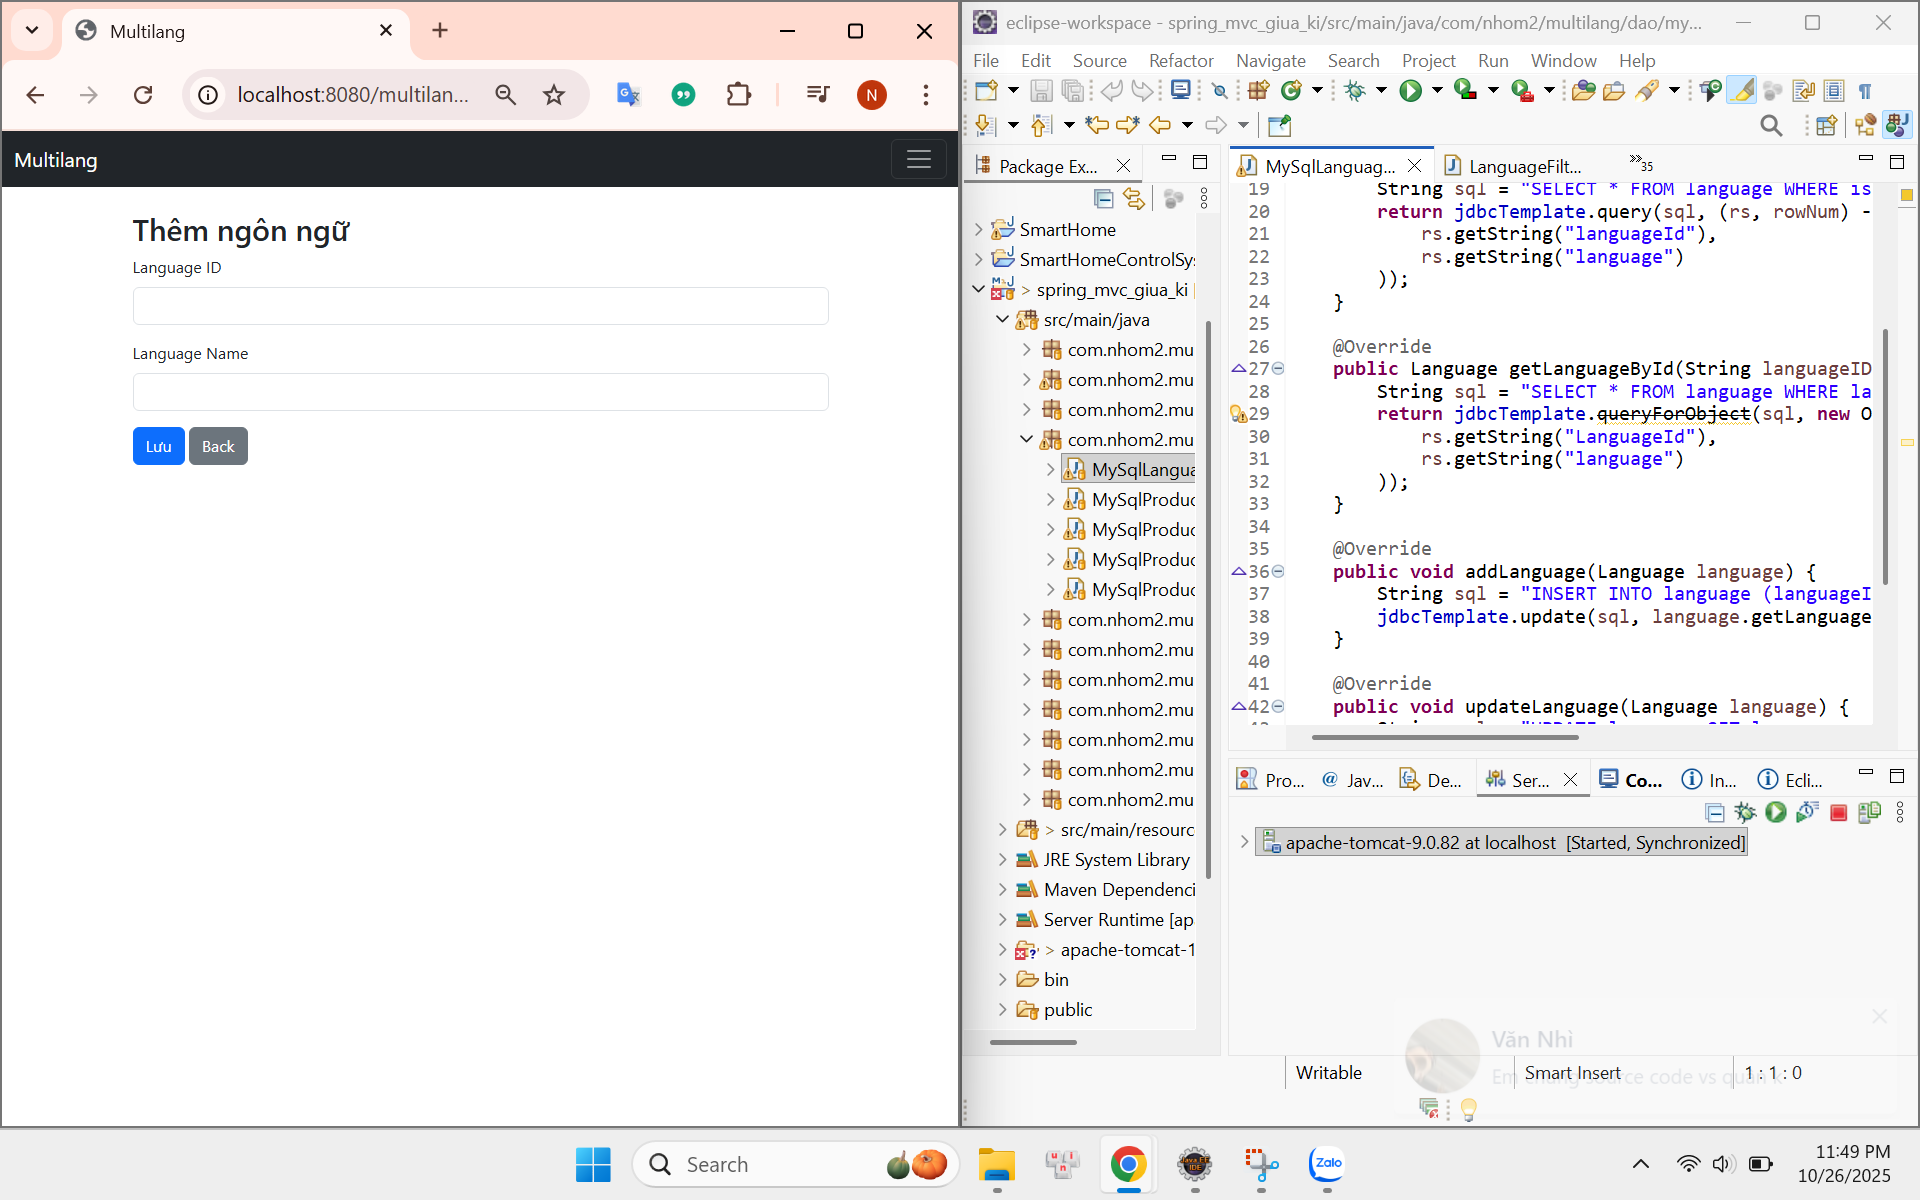 Multilang
localhost:8080/multilan...
N
Multilang
Thêm ngôn ngữ
Language ID
Language Name
Lưu
Back
eclipse-workspace - spring_mvc_giua_ki/src/main/java/com/nhom2/multilang/dao/my...
File Edit Source Refactor Navigate Search Project Run Window Help
Package Ex...
SmartHome
SmartHomeControlSy
> spring_mvc_giua_ki
src/main/java
com.nhom2.mu
com.nhom2.mu
com.nhom2.mu
com.nhom2.mu
MySqlLangua
MySqlProduc
MySqlProduc
MySqlProduc
MySqlProduc
com.nhom2.mu
com.nhom2.mu
com.nhom2.mu
com.nhom2.mu
com.nhom2.mu
com.nhom2.mu
com.nhom2.mu
> src/main/resourc
JRE System Library
Maven Dependenci
Server Runtime [ap
> apache-tomcat-1
bin
public
MySqlLanguag...
LanguageFilt...
»35
19 String sql = "SELECT * FROM language WHERE is
20 return jdbcTemplate.query(sql, (rs, rowNum) -
21 rs.getString("languageId"),
22 rs.getString("language")
23 ));
24 }
25
26 @Override
27 public Language getLanguageById(String languageID
28 String sql = "SELECT * FROM language WHERE la
29 return jdbcTemplate.queryForObject(sql, new O
30 rs.getString("LanguageId"),
31 rs.getString("language")
32 ));
33 }
34
35 @Override
36 public void addLanguage(Language language) {
37 String sql = "INSERT INTO language (languageI
38 jdbcTemplate.update(sql, language.getLanguage
39 }
40
41 @Override
42 public void updateLanguage(Language language) {
Pro... Jav... De... Ser... Co... In... Ecli...
apache-tomcat-9.0.82 at localhost [Started, Synchronized]
Văn Nhì
Writable
Smart Insert
1 : 1 : 0
Search
Zalo
11:49 PM
10/26/2025